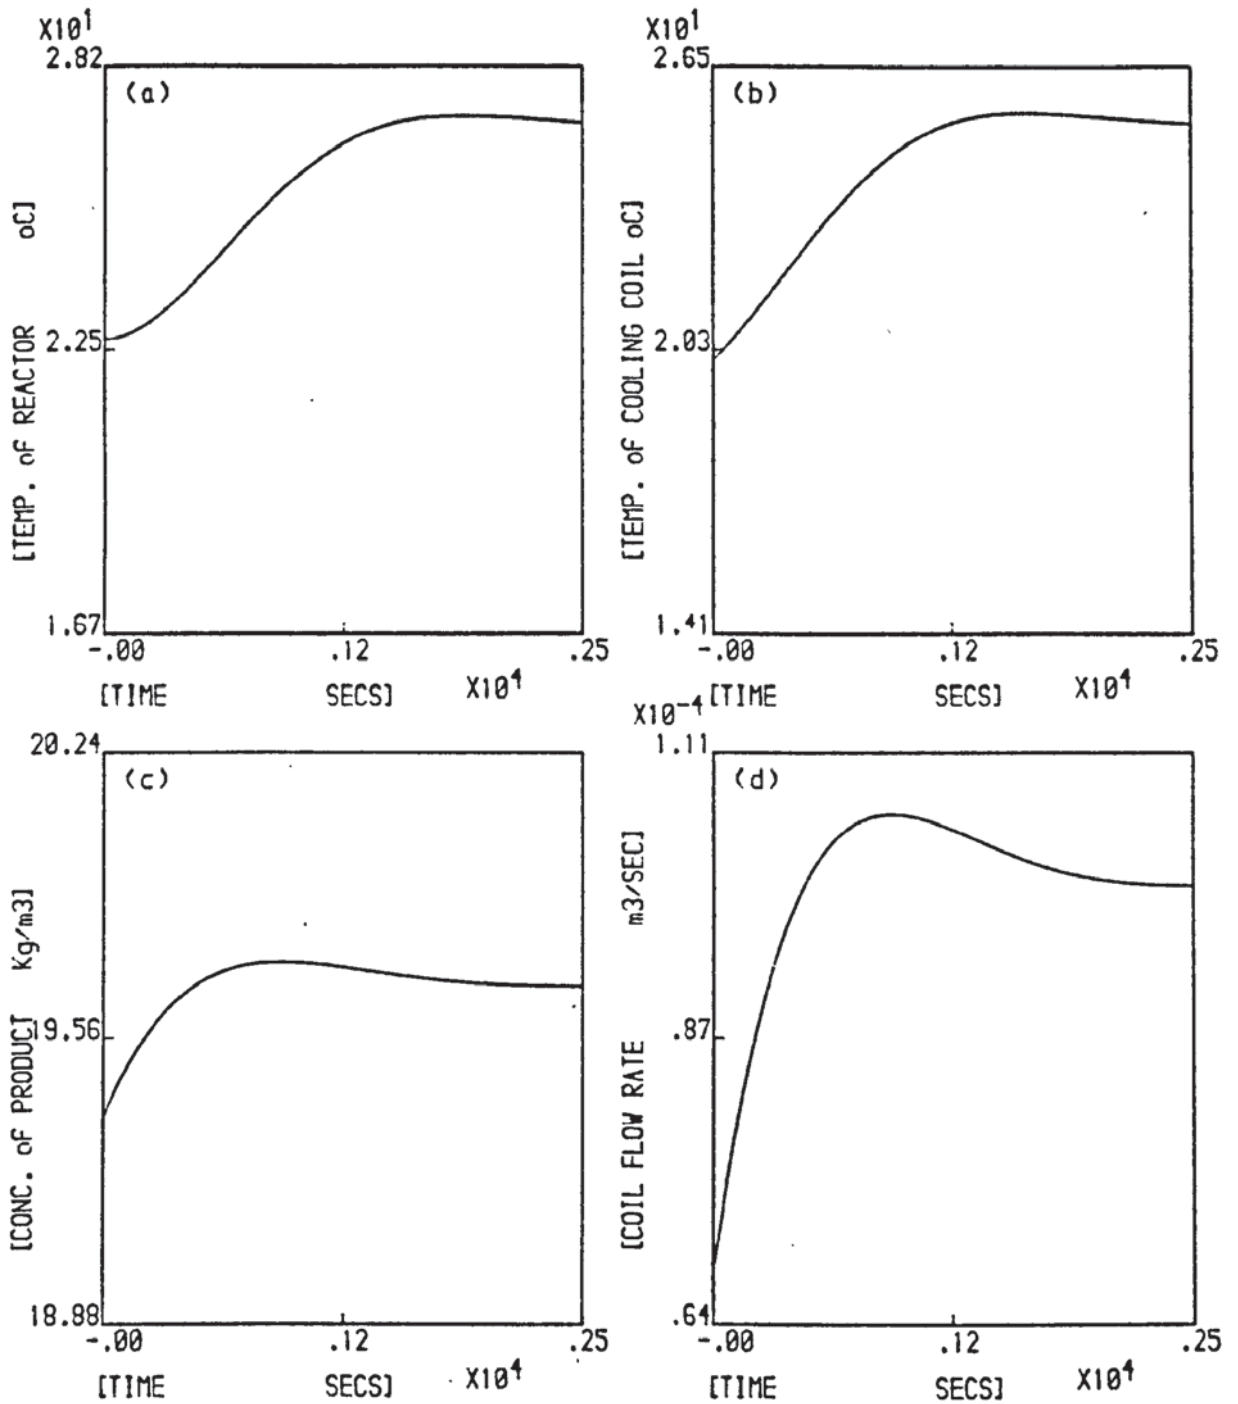 X10¹
2.82
(a)
[TEMP. of REACTOR oC]
2.25
1.67
-.00 .12 .25
[TIME SECS] X10⁴
X10¹
2.65
(b)
[TEMP. of COOLING COIL oC]
2.03
1.41
-.00 .12 .25
[TIME SECS] X10⁴
20.24
(c)
[CONC. of PRODUCT Kg/m3]
19.56
18.98
-.00 .12 .25
[TIME SECS] X10⁴
X10⁻⁴
1.11
(d)
[COIL FLOW RATE m3/SEC]
.87
.64
-.00 .12 .25
[TIME SECS] X10⁴